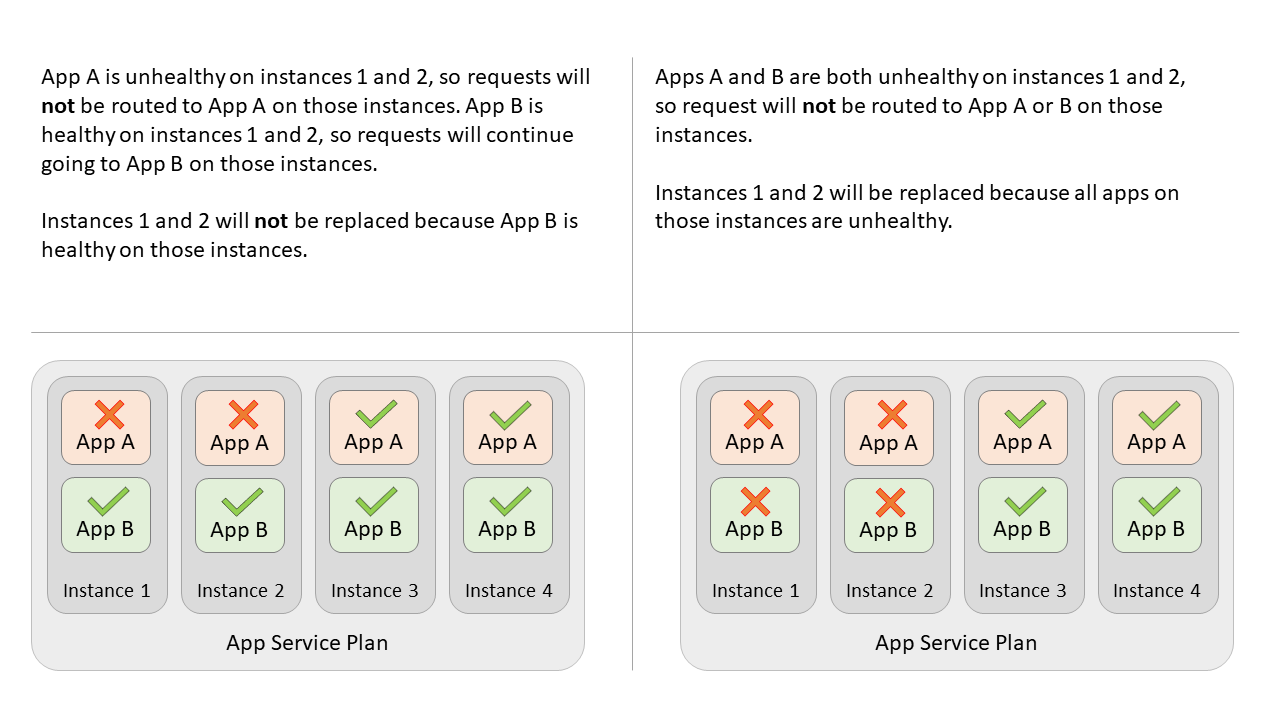 App A is unhealthy on instances 1 and 2, so requests will
not be routed to App A on those instances. App B is
healthy on instances 1 and 2, so requests will continue
going to App B on those instances.
Instances 1 and 2 will not be replaced because App B is
healthy on those instances.
Apps A and B are both unhealthy on instances 1 and 2,
so request will not be routed to App A or B on those
instances.
Instances 1 and 2 will be replaced because all apps on
those instances are unhealthy.
App A App A App A App A
App B App B App B App B
Instance 1 Instance 2 Instance 3 Instance 4
App Service Plan
App A App A App A App A
App B App B App B App B
Instance 1 Instance 2 Instance 3 Instance 4
App Service Plan